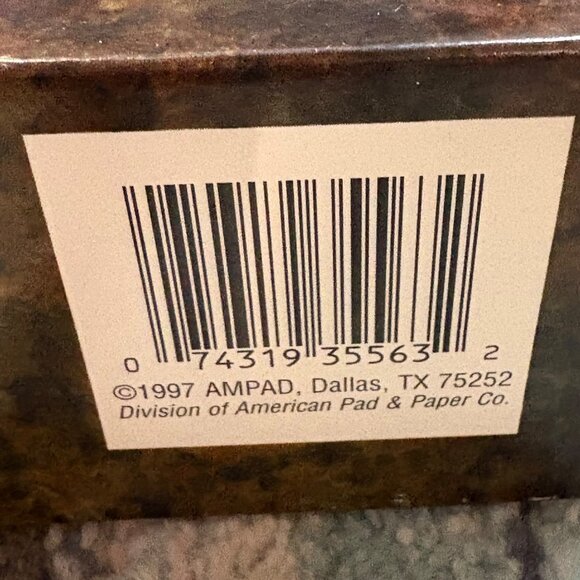 0 74319 35563 2
©1997 AMPAD, Dallas, TX 75252
Division of American Pad & Paper Co.